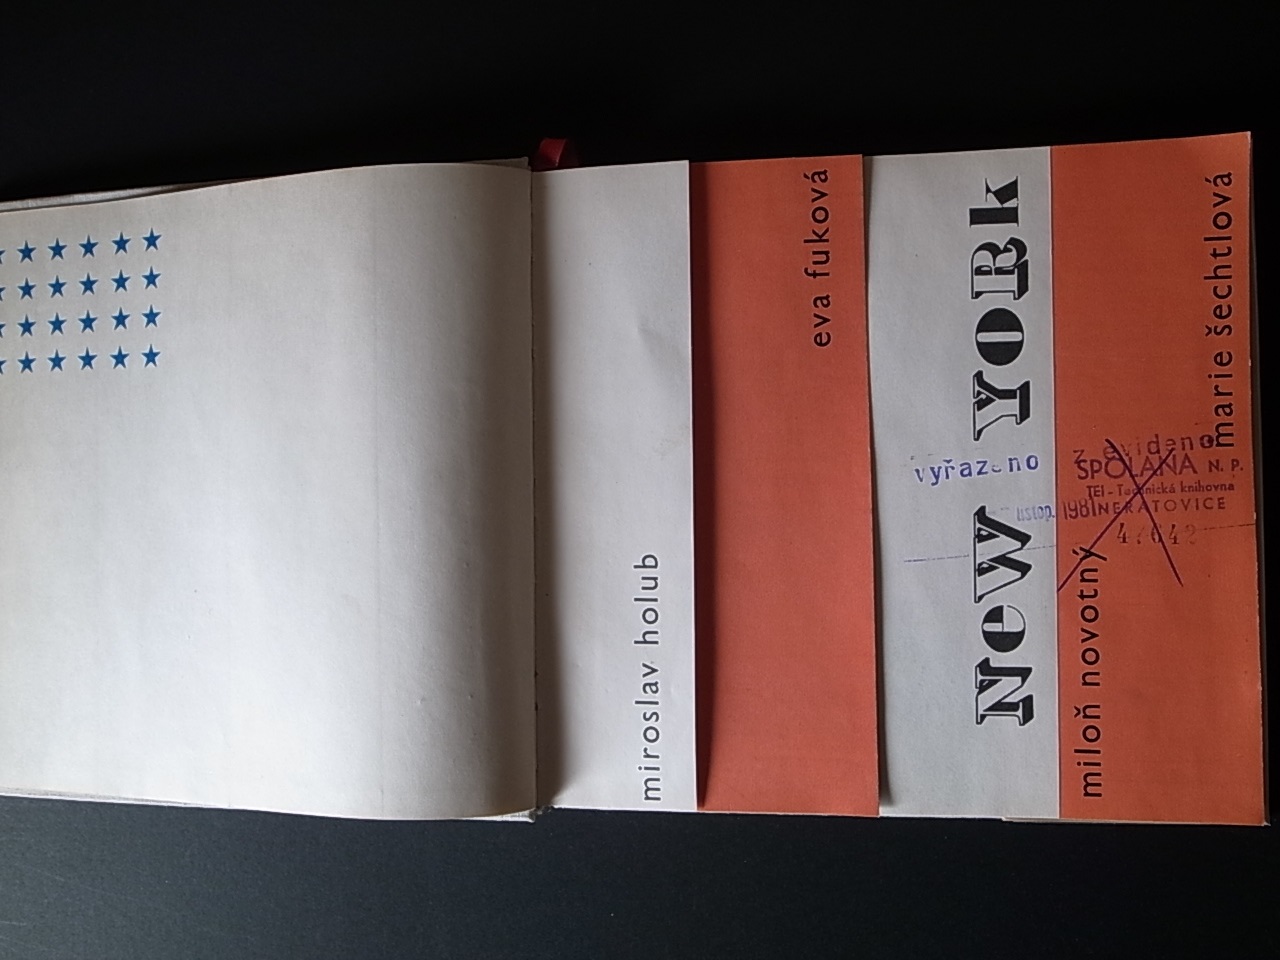 miroslav holub
eva fuková
New York
miloň novotný
marie šechtlová
vyřazeno
z evidence
listop. 1981
SPOLANA N. P.
TEI - Technická knihovna
NERATOVICE